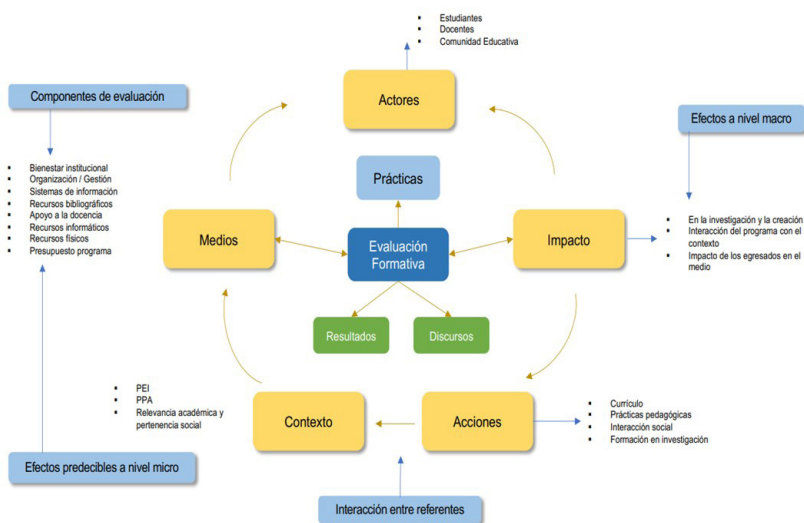 Estudiantes
Docentes
Comunidad Educativa
Actores
Componentes de evaluación
Efectos a nivel macro
Bienestar institucional
Organización / Gestión
Sistemas de información
Recursos bibliográficos
Apoyo a la docencia
Recursos informáticos
Recursos físicos
Presupuesto programa
Prácticas
Medios
Evaluación
Formativa
Impacto
En la investigación y la creación
Interacción del programa con el
contexto
Impacto de los egresados en el
medio
Resultados
Discursos
PEI
PPA
Relevancia académica y
pertenencia social
Contexto
Acciones
Currículo
Prácticas pedagógicas
Interacción social
Formación en investigación
Efectos predecibles a nivel micro
Interacción entre referentes